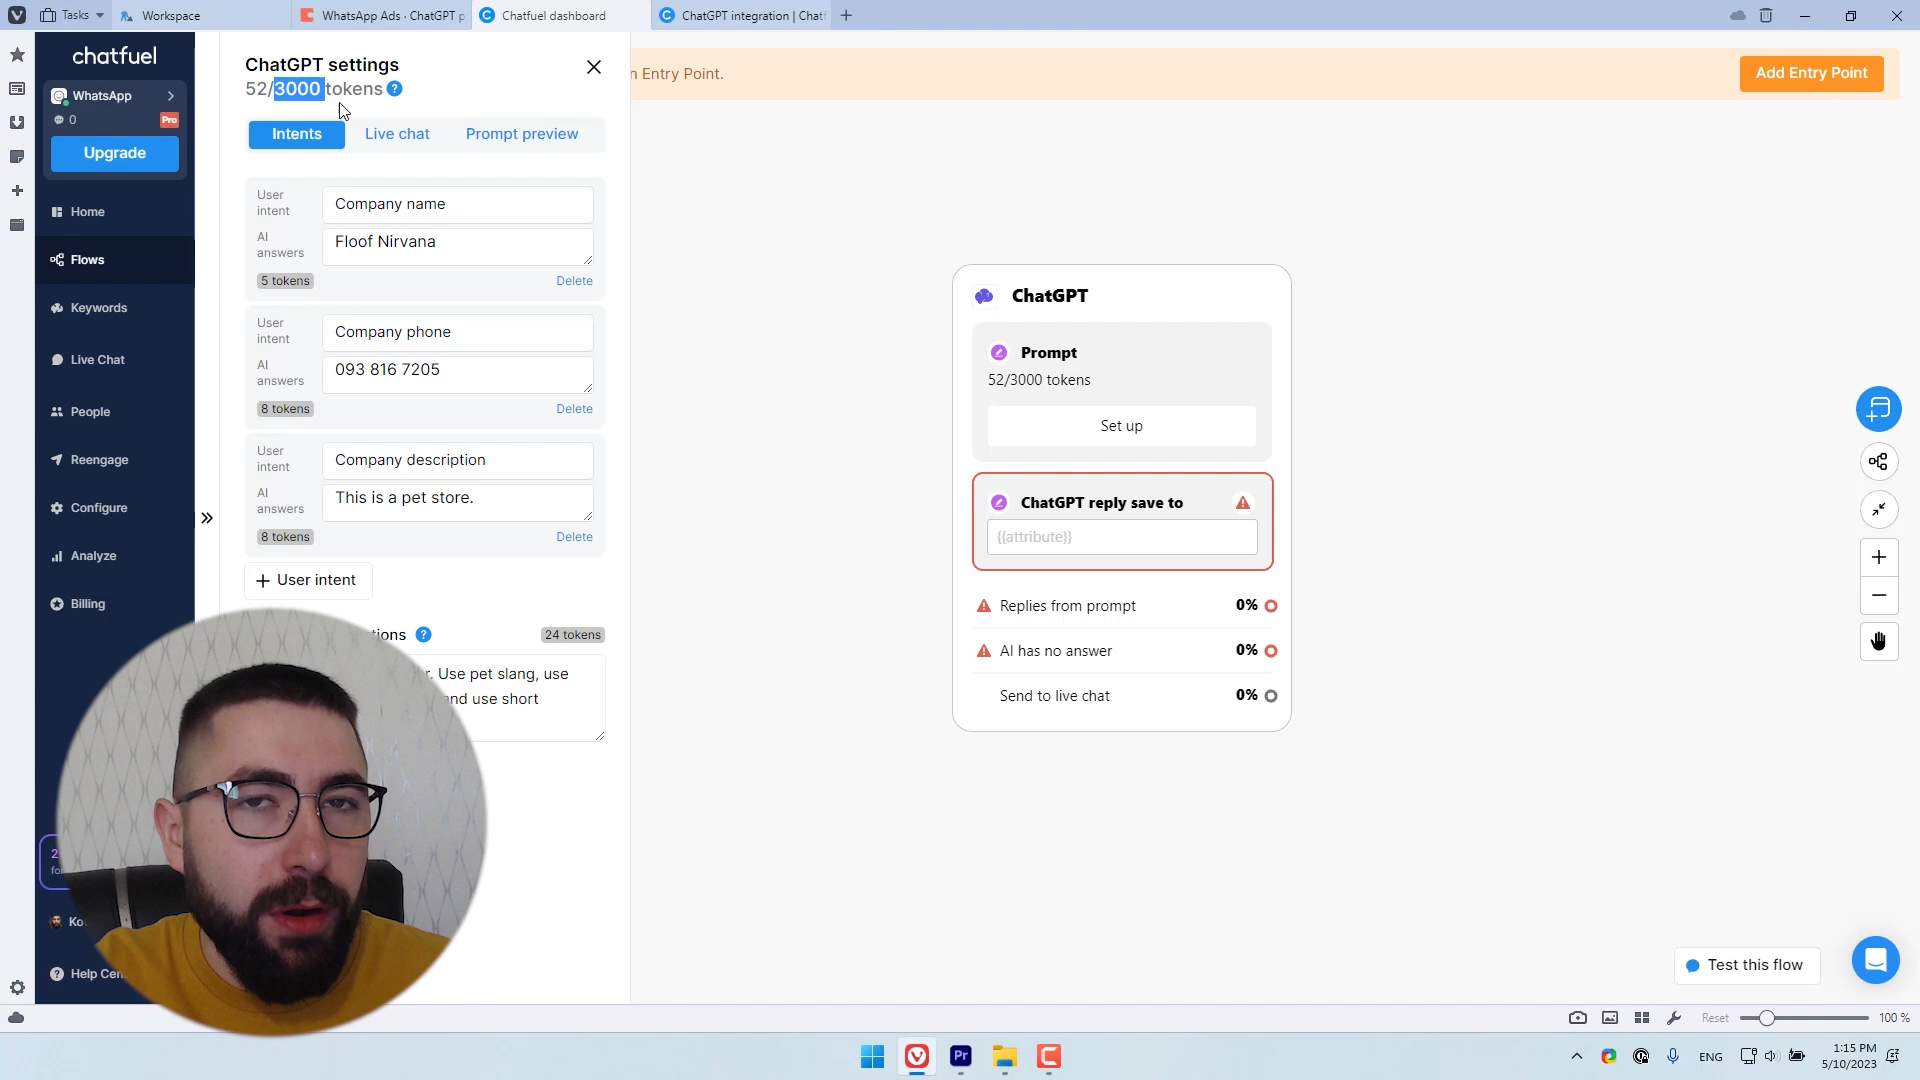 Tasks
Workspace
WhatsApp Ads · ChatGPT p
Chatfuel dashboard
ChatGPT integration | Chatf
chatfuel
WhatsApp
0
Pro
Upgrade
Home
Flows
Keywords
Live Chat
People
Reengage
Configure
Analyze
Billing
2
for
Ko
Help Cen
ChatGPT settings
52/3000 tokens
Intents
Live chat
Prompt preview
User intent
Company name
AI answers
Floof Nirvana
5 tokens
Delete
User intent
Company phone
AI answers
093 816 7205
8 tokens
Delete
User intent
Company description
AI answers
This is a pet store.
8 tokens
Delete
+ User intent
tions
24 tokens
r. Use pet slang, use
and use short
n Entry Point.
Add Entry Point
ChatGPT
Prompt
52/3000 tokens
Set up
ChatGPT reply save to
{{attribute}}
Replies from prompt 0%
AI has no answer 0%
Send to live chat 0%
Test this flow
Reset
100 %
Pr
ENG
1:15 PM
5/10/2023